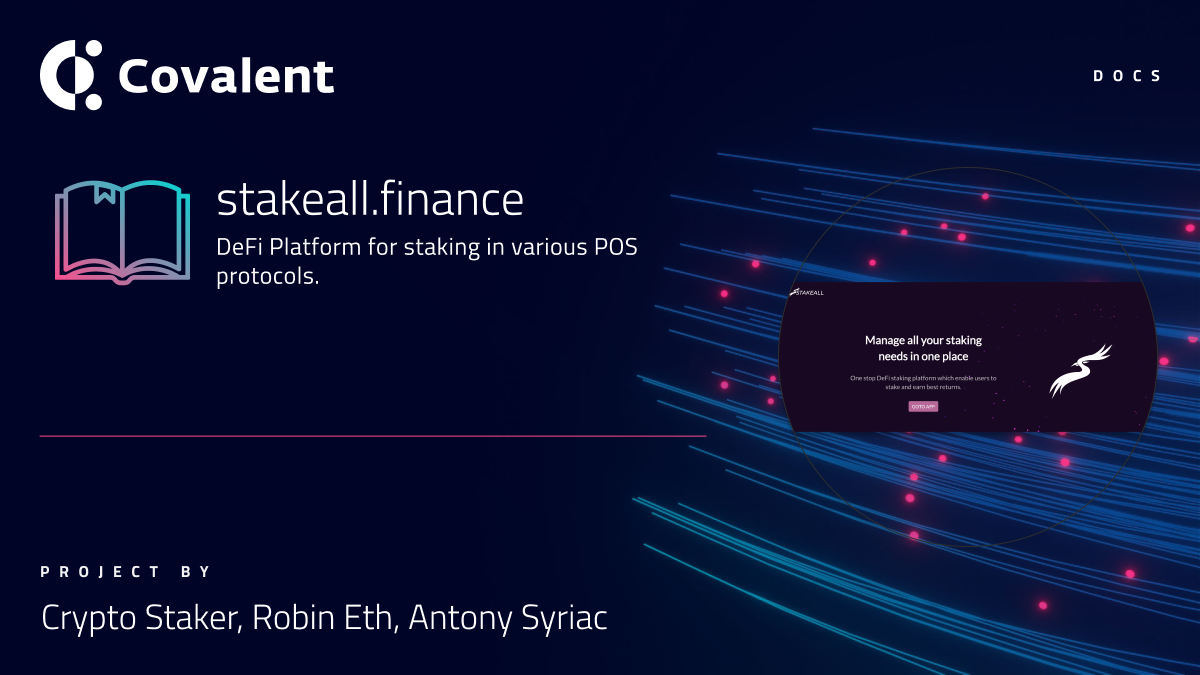 Covalent
DOCS
stakeall.finance
DeFi Platform for staking in various POS
protocols.
STAKEALL
Manage all your staking
needs in one place
One stop DeFi staking platform which enable users to
stake and earn best returns.
GOTO APP
PROJECT BY
Crypto Staker, Robin Eth, Antony Syriac